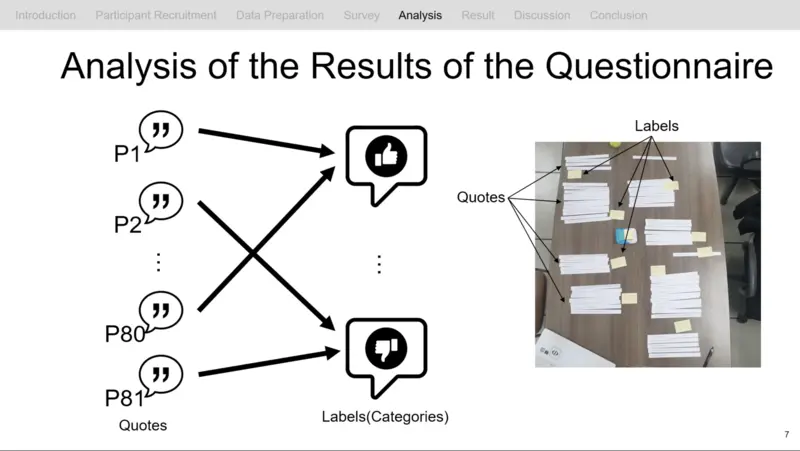 Introduction Participant Recruitment Data Preparation Survey Analysis Result Discussion Conclusion
Analysis of the Results of the Questionnaire
P1
P2
⋮
P80
P81
Quotes
⋮
Labels(Categories)
Labels
Quotes
7